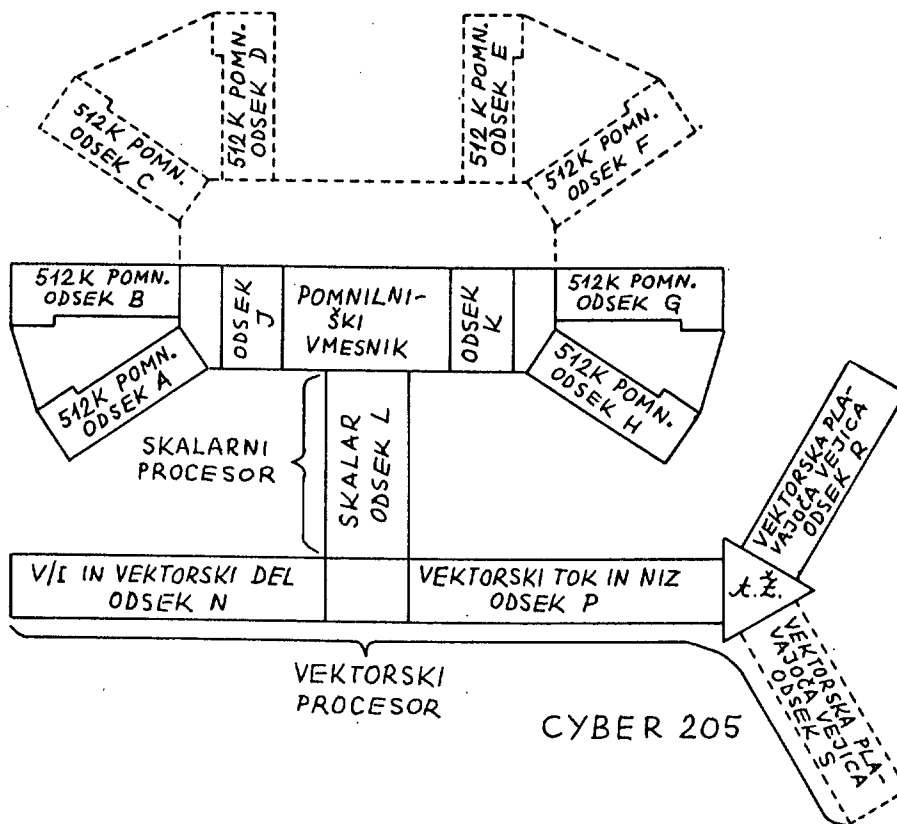 512K POMN.
ODSEK C
512K POMN.
ODSEK D
512K POMN.
ODSEK E
512K POMN.
ODSEK F
512K POMN.
ODSEK B
ODSEK
J
POMNILNI-
ŠKI
VMESNIK
ODSEK
K
512K POMN.
ODSEK G
512K POMN.
ODSEK A
512K POMN.
ODSEK H
SKALARNI
PROCESOR
SKALAR
ODSEK L
VEKTORSKA PLA-
VAJOČA VEJICA
ODSEK R
V/I IN VEKTORSKI DEL
ODSEK N
VEKTORSKI TOK IN NIZ
ODSEK P
t.ž.
VEKTORSKA PLA-
VAJOČA VEJICA
ODSEK S
VEKTORSKI
PROCESOR
CYBER 205